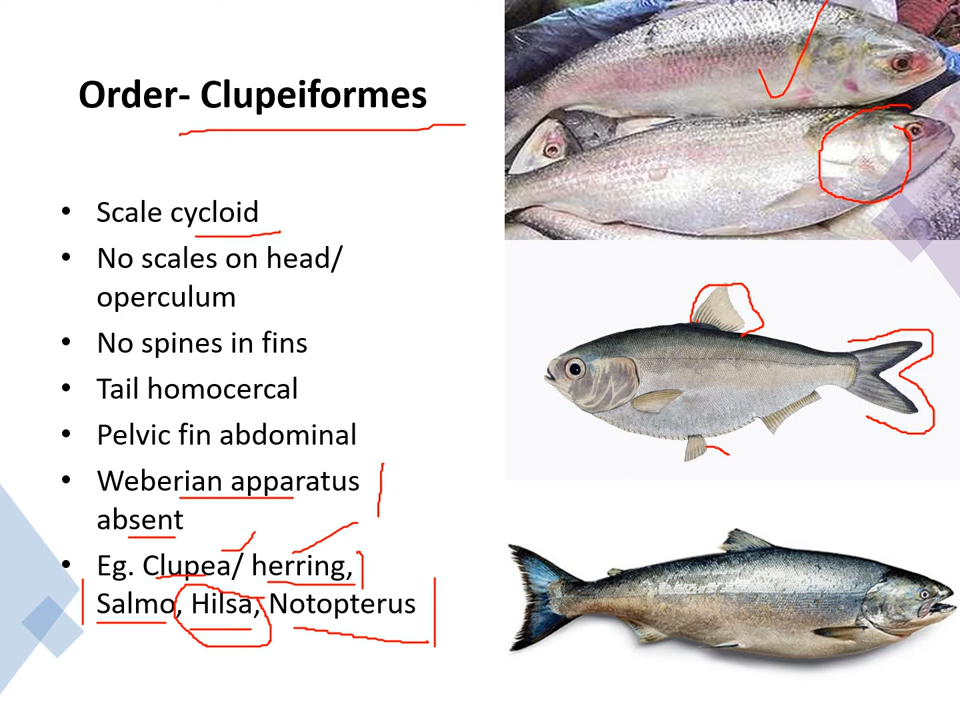 Order- Clupeiformes
• Scale cycloid
• No scales on head/
operculum
• No spines in fins
• Tail homocercal
• Pelvic fin abdominal
• Weberian apparatus
absent
• Eg. Clupea/ herring,
Salmo, Hilsa, Notopterus